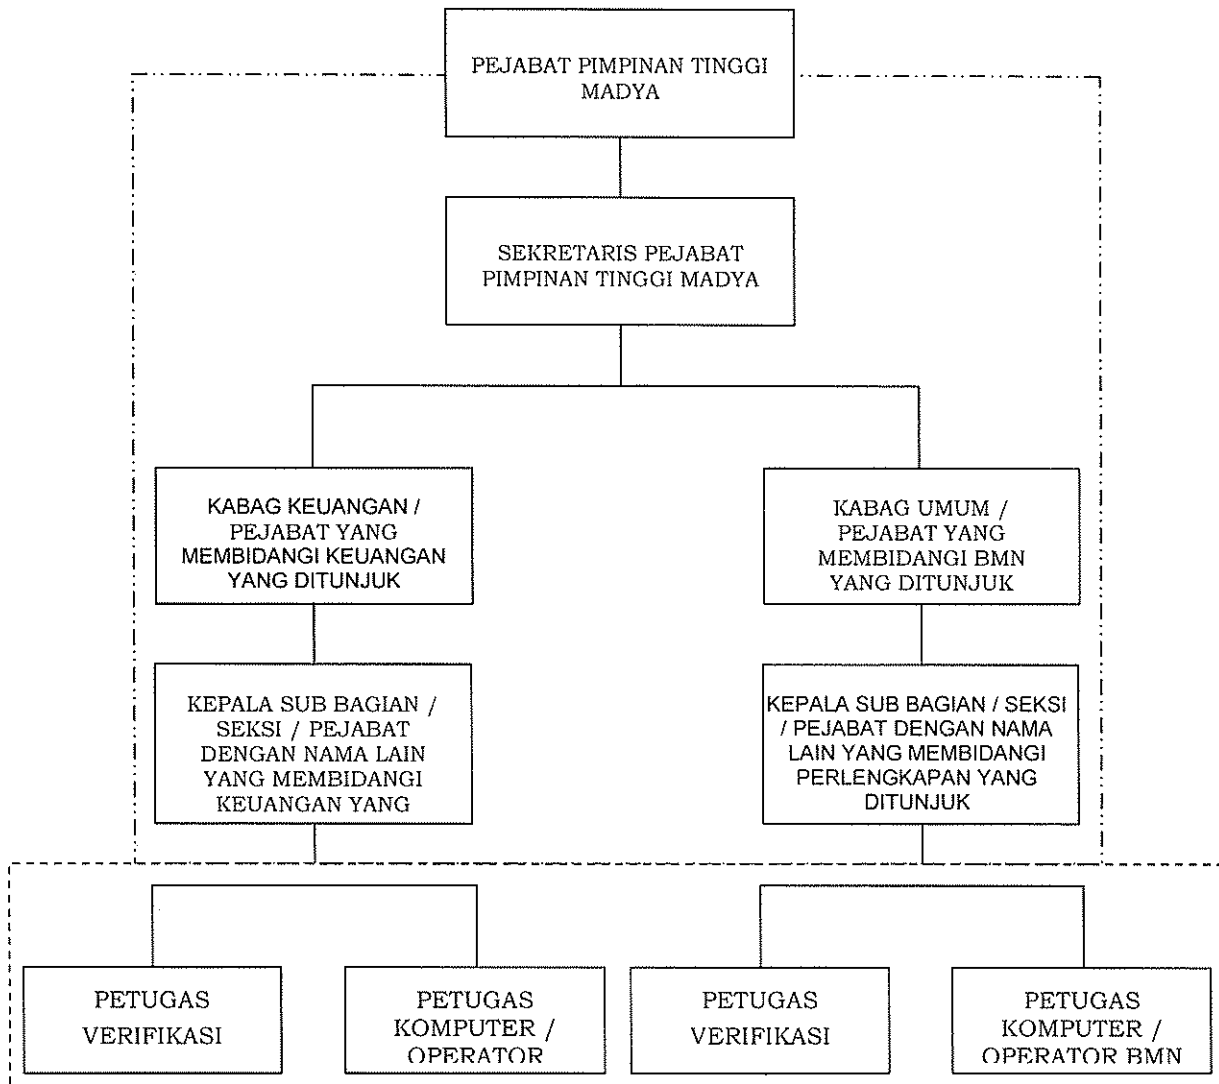 PEJABAT PIMPINAN TINGGI
MADYA
SEKRETARIS PEJABAT
PIMPINAN TINGGI MADYA
KABAG KEUANGAN /
PEJABAT YANG
MEMBIDANGI KEUANGAN
YANG DITUNJUK
KABAG UMUM /
PEJABAT YANG
MEMBIDANGI BMN
YANG DITUNJUK
KEPALA SUB BAGIAN /
SEKSI / PEJABAT
DENGAN NAMA LAIN
YANG MEMBIDANGI
KEUANGAN YANG
KEPALA SUB BAGIAN / SEKSI
/ PEJABAT DENGAN NAMA
LAIN YANG MEMBIDANGI
PERLENGKAPAN YANG
DITUNJUK
PETUGAS
VERIFIKASI
PETUGAS
KOMPUTER /
OPERATOR
PETUGAS
VERIFIKASI
PETUGAS
KOMPUTER /
OPERATOR BMN